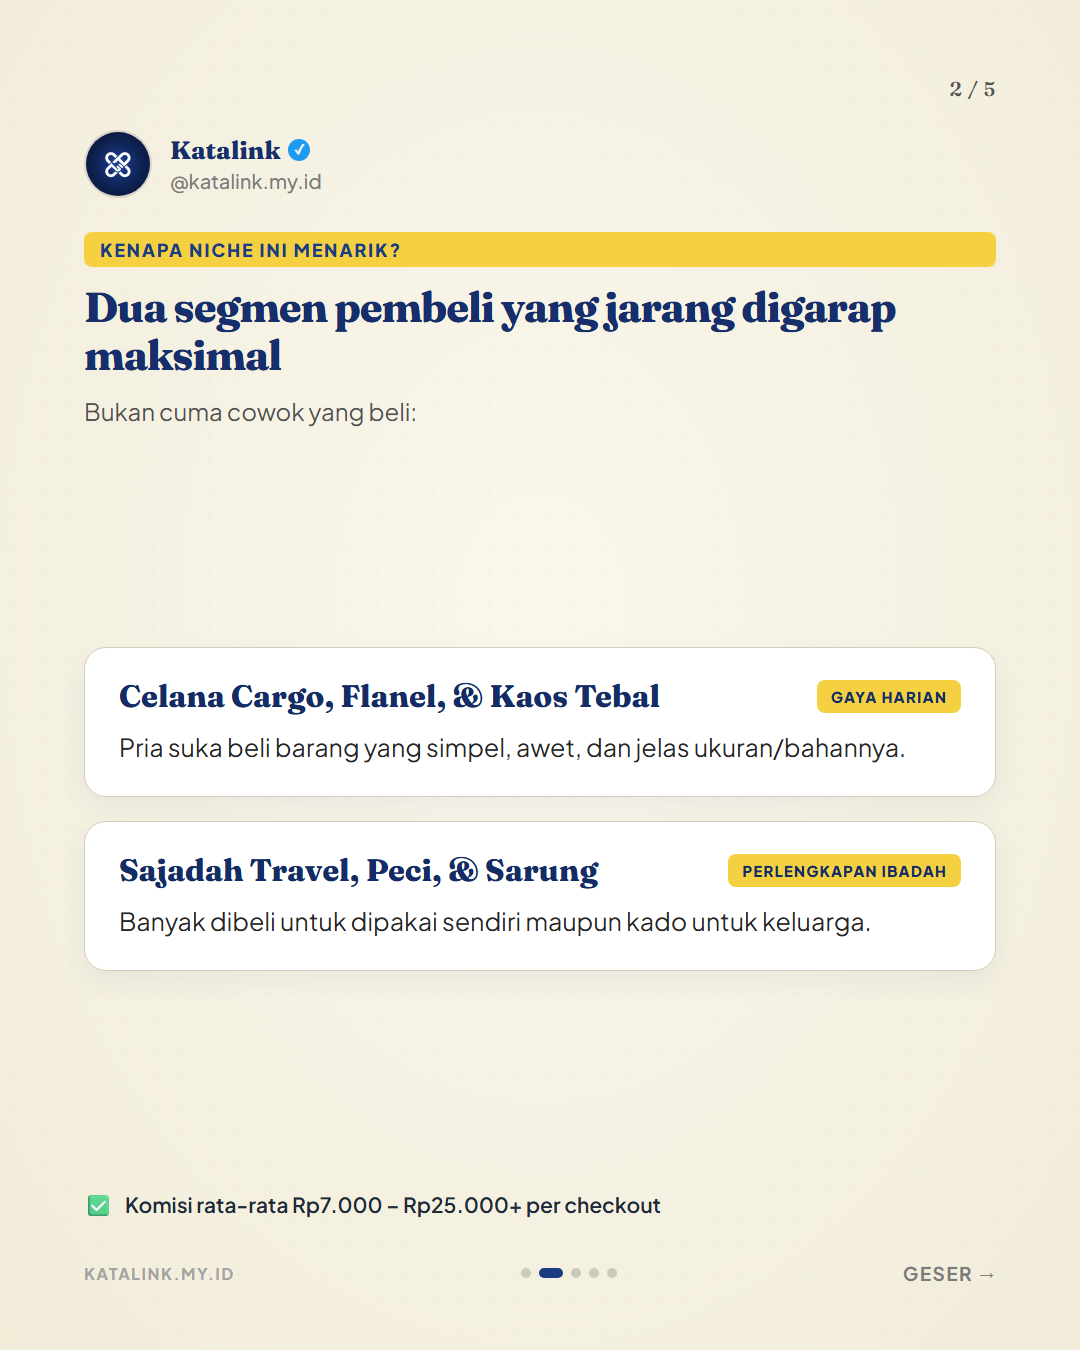 2 / 5
Katalink
@katalink.my.id
KENAPA NICHE INI MENARIK?
Dua segmen pembeli yang jarang digarap
maksimal
Bukan cuma cowok yang beli:
Celana Cargo, Flanel, & Kaos Tebal
GAYA HARIAN
Pria suka beli barang yang simpel, awet, dan jelas ukuran/bahannya.
Sajadah Travel, Peci, & Sarung
PERLENGKAPAN IBADAH
Banyak dibeli untuk dipakai sendiri maupun kado untuk keluarga.
✅ Komisi rata-rata Rp7.000 – Rp25.000+ per checkout
KATALINK.MY.ID
GESER →